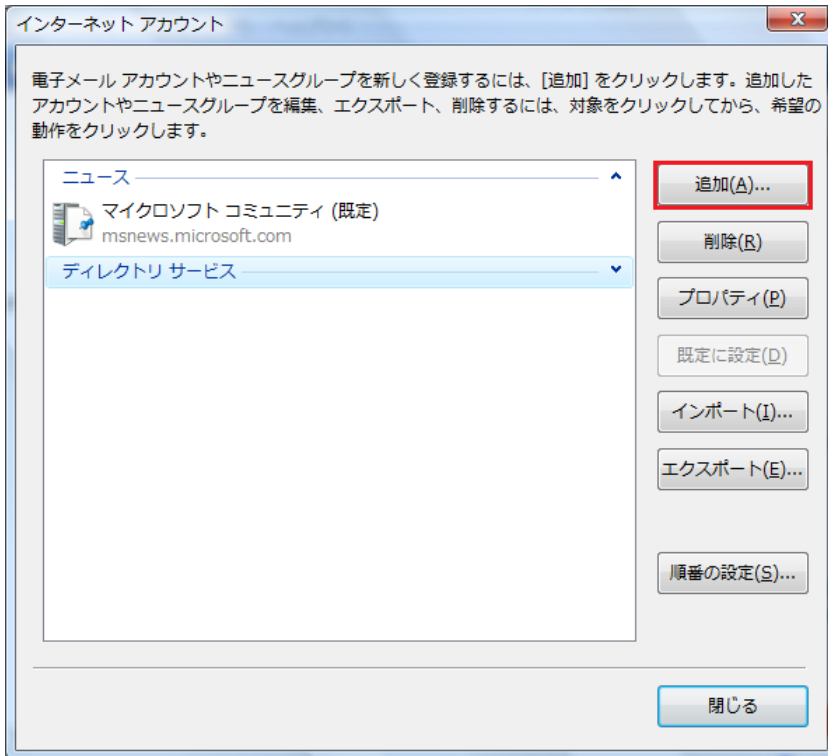 インターネット アカウント
電子メール アカウントやニュースグループを新しく登録するには、[追加] をクリックします。追加した
アカウントやニュースグループを編集、エクスポート、削除するには、対象をクリックしてから、希望の
動作をクリックします。
ニュース
マイクロソフト コミュニティ (既定)
msnews.microsoft.com
ディレクトリ サービス
追加(A)...
削除(R)
プロパティ(P)
既定に設定(D)
インポート(I)...
エクスポート(E)...
順番の設定(S)...
閉じる